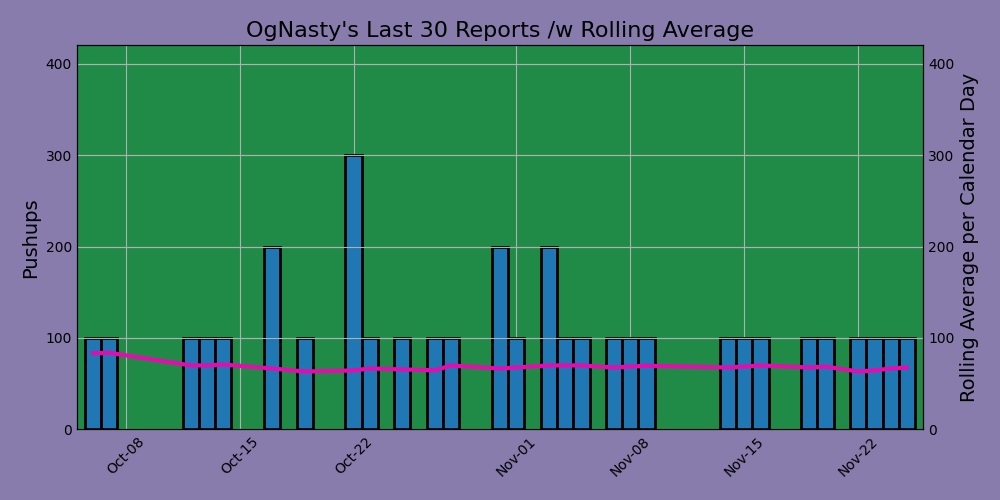 OgNasty's Last 30 Reports /w Rolling Average
400
300
200
100
0
Pushups
400
300
200
100
0
Rolling Average per Calendar Day
Oct-08
Oct-15
Oct-22
Nov-01
Nov-08
Nov-15
Nov-22